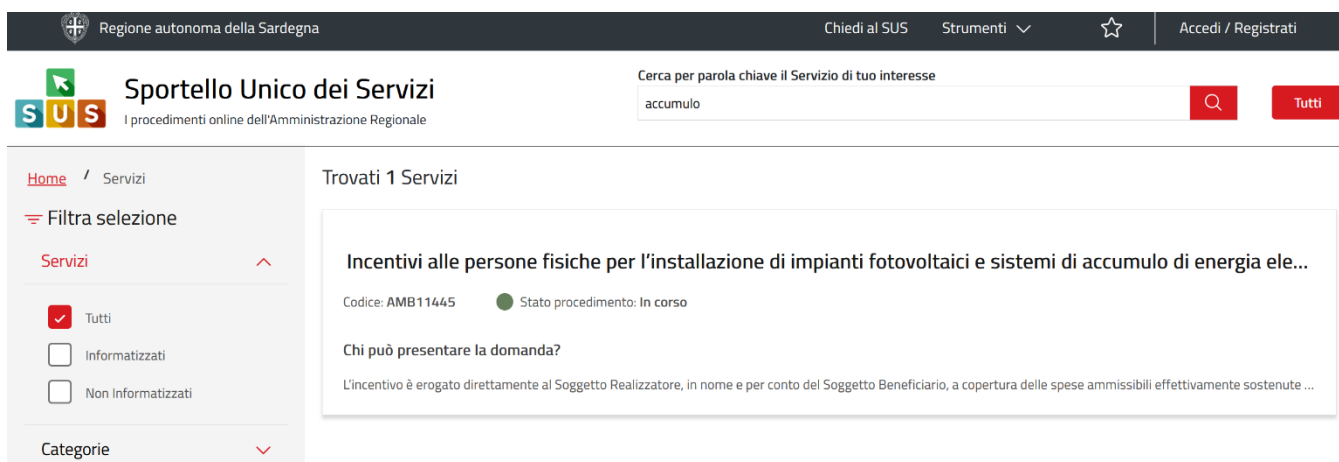 Regione autonoma della Sardegna
Chiedi al SUS
Strumenti
Accedi / Registrati
SUS
Sportello Unico dei Servizi
I procedimenti online dell'Amministrazione Regionale
Cerca per parola chiave il Servizio di tuo interesse
accumulo
Tutti
Home / Servizi
Filtra selezione
Servizi
Tutti
Informatizzati
Non Informatizzati
Categorie
Trovati 1 Servizi
Incentivi alle persone fisiche per l’installazione di impianti fotovoltaici e sistemi di accumulo di energia ele...
Codice: AMB11445
Stato procedimento: In corso
Chi può presentare la domanda?
L’incentivo è erogato direttamente al Soggetto Realizzatore, in nome e per conto del Soggetto Beneficiario, a copertura delle spese ammissibili effettivamente sostenute ...